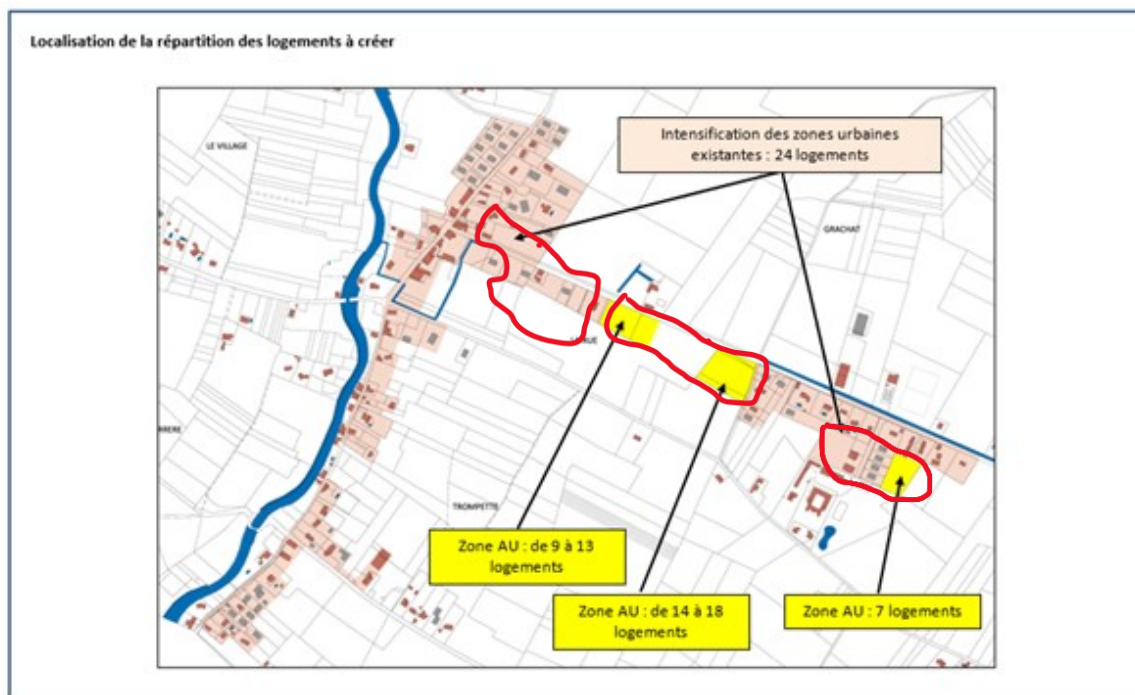 Localisation de la répartition des logements à créer
Intensification des zones urbaines
existantes : 24 logements
LE VILLAGE
GRACHAT
TROMPETTE
Zone AU : de 9 à 13
logements
Zone AU : de 14 à 18
logements
Zone AU : 7 logements